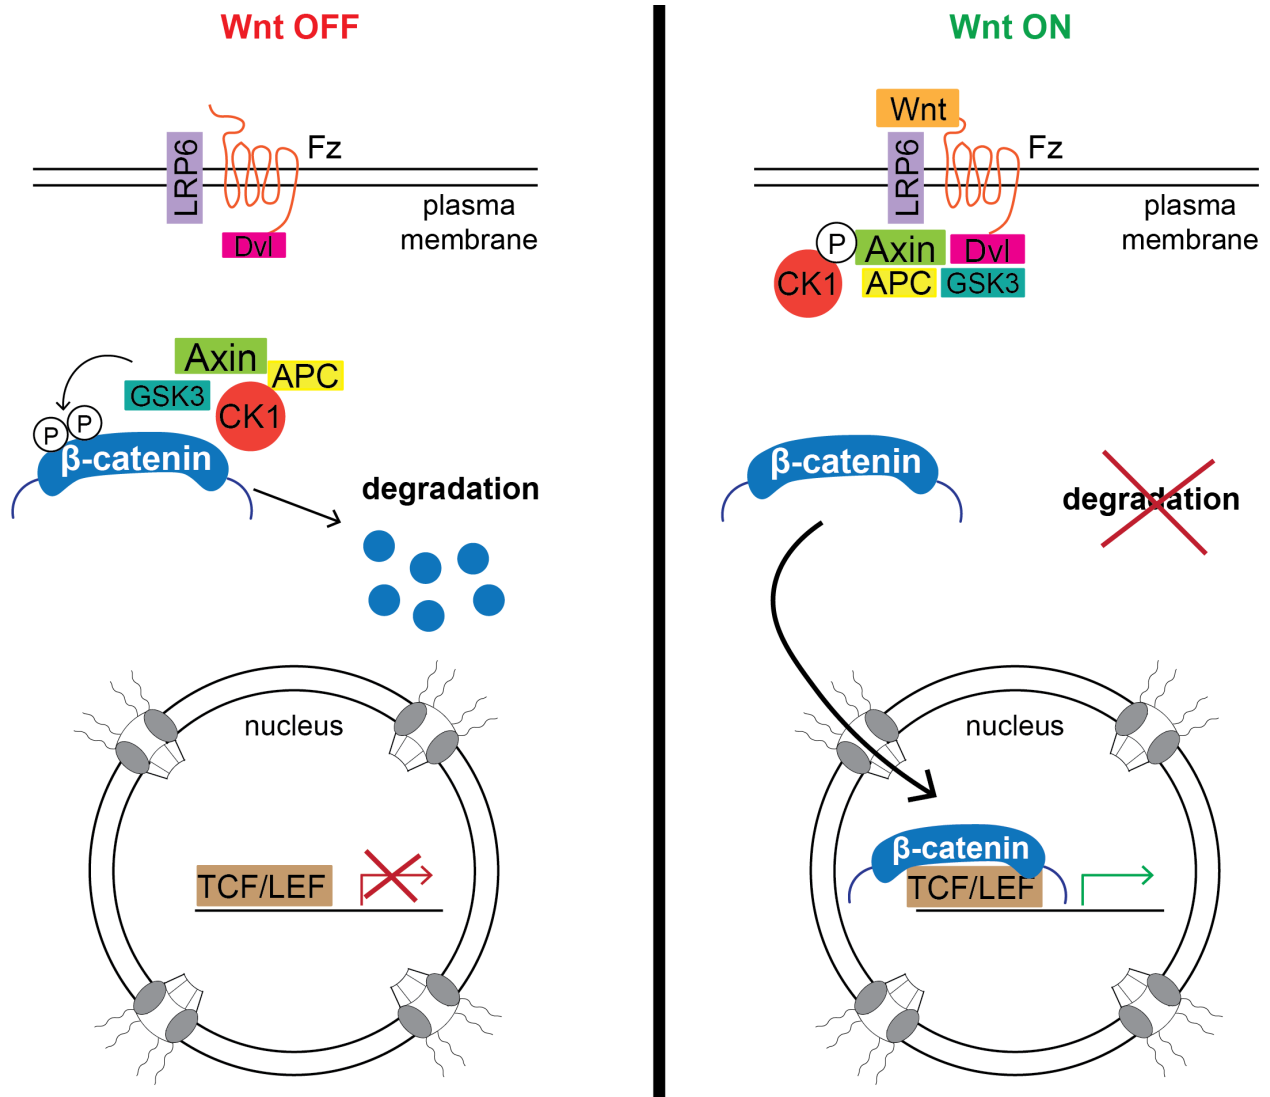 Wnt OFF
LRP6
Fz
plasma
membrane
Dvl
Axin
APC
GSK3
CK1
P
P
β-catenin
degradation
nucleus
TCF/LEF
Wnt ON
Wnt
LRP6
Fz
plasma
membrane
P
Axin
Dvl
CK1
APC
GSK3
β-catenin
degradation
nucleus
β-catenin
TCF/LEF